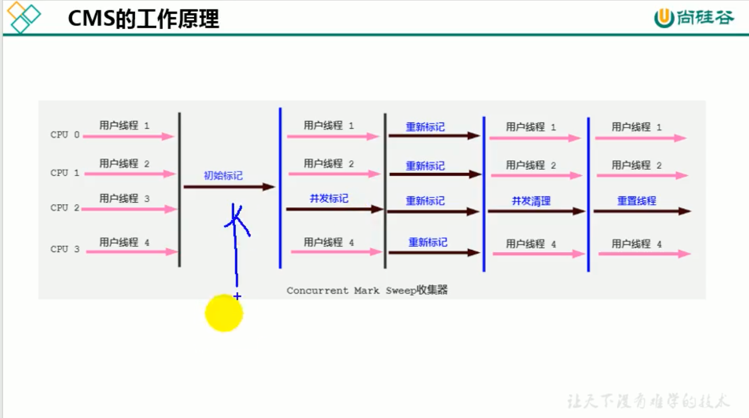 CMS的工作原理
尚硅谷
CPU 0 用户线程 1 用户线程 1 重新标记 用户线程 1 用户线程 1
CPU 1 用户线程 2 初始标记 用户线程 2 重新标记 用户线程 2 用户线程 2
CPU 2 用户线程 3 并发标记 重新标记 并发清理 重置线程
CPU 3 用户线程 4 用户线程 4 重新标记 用户线程 4 用户线程 4
Concurrent Mark Sweep收集器
让天下没有难学的技术